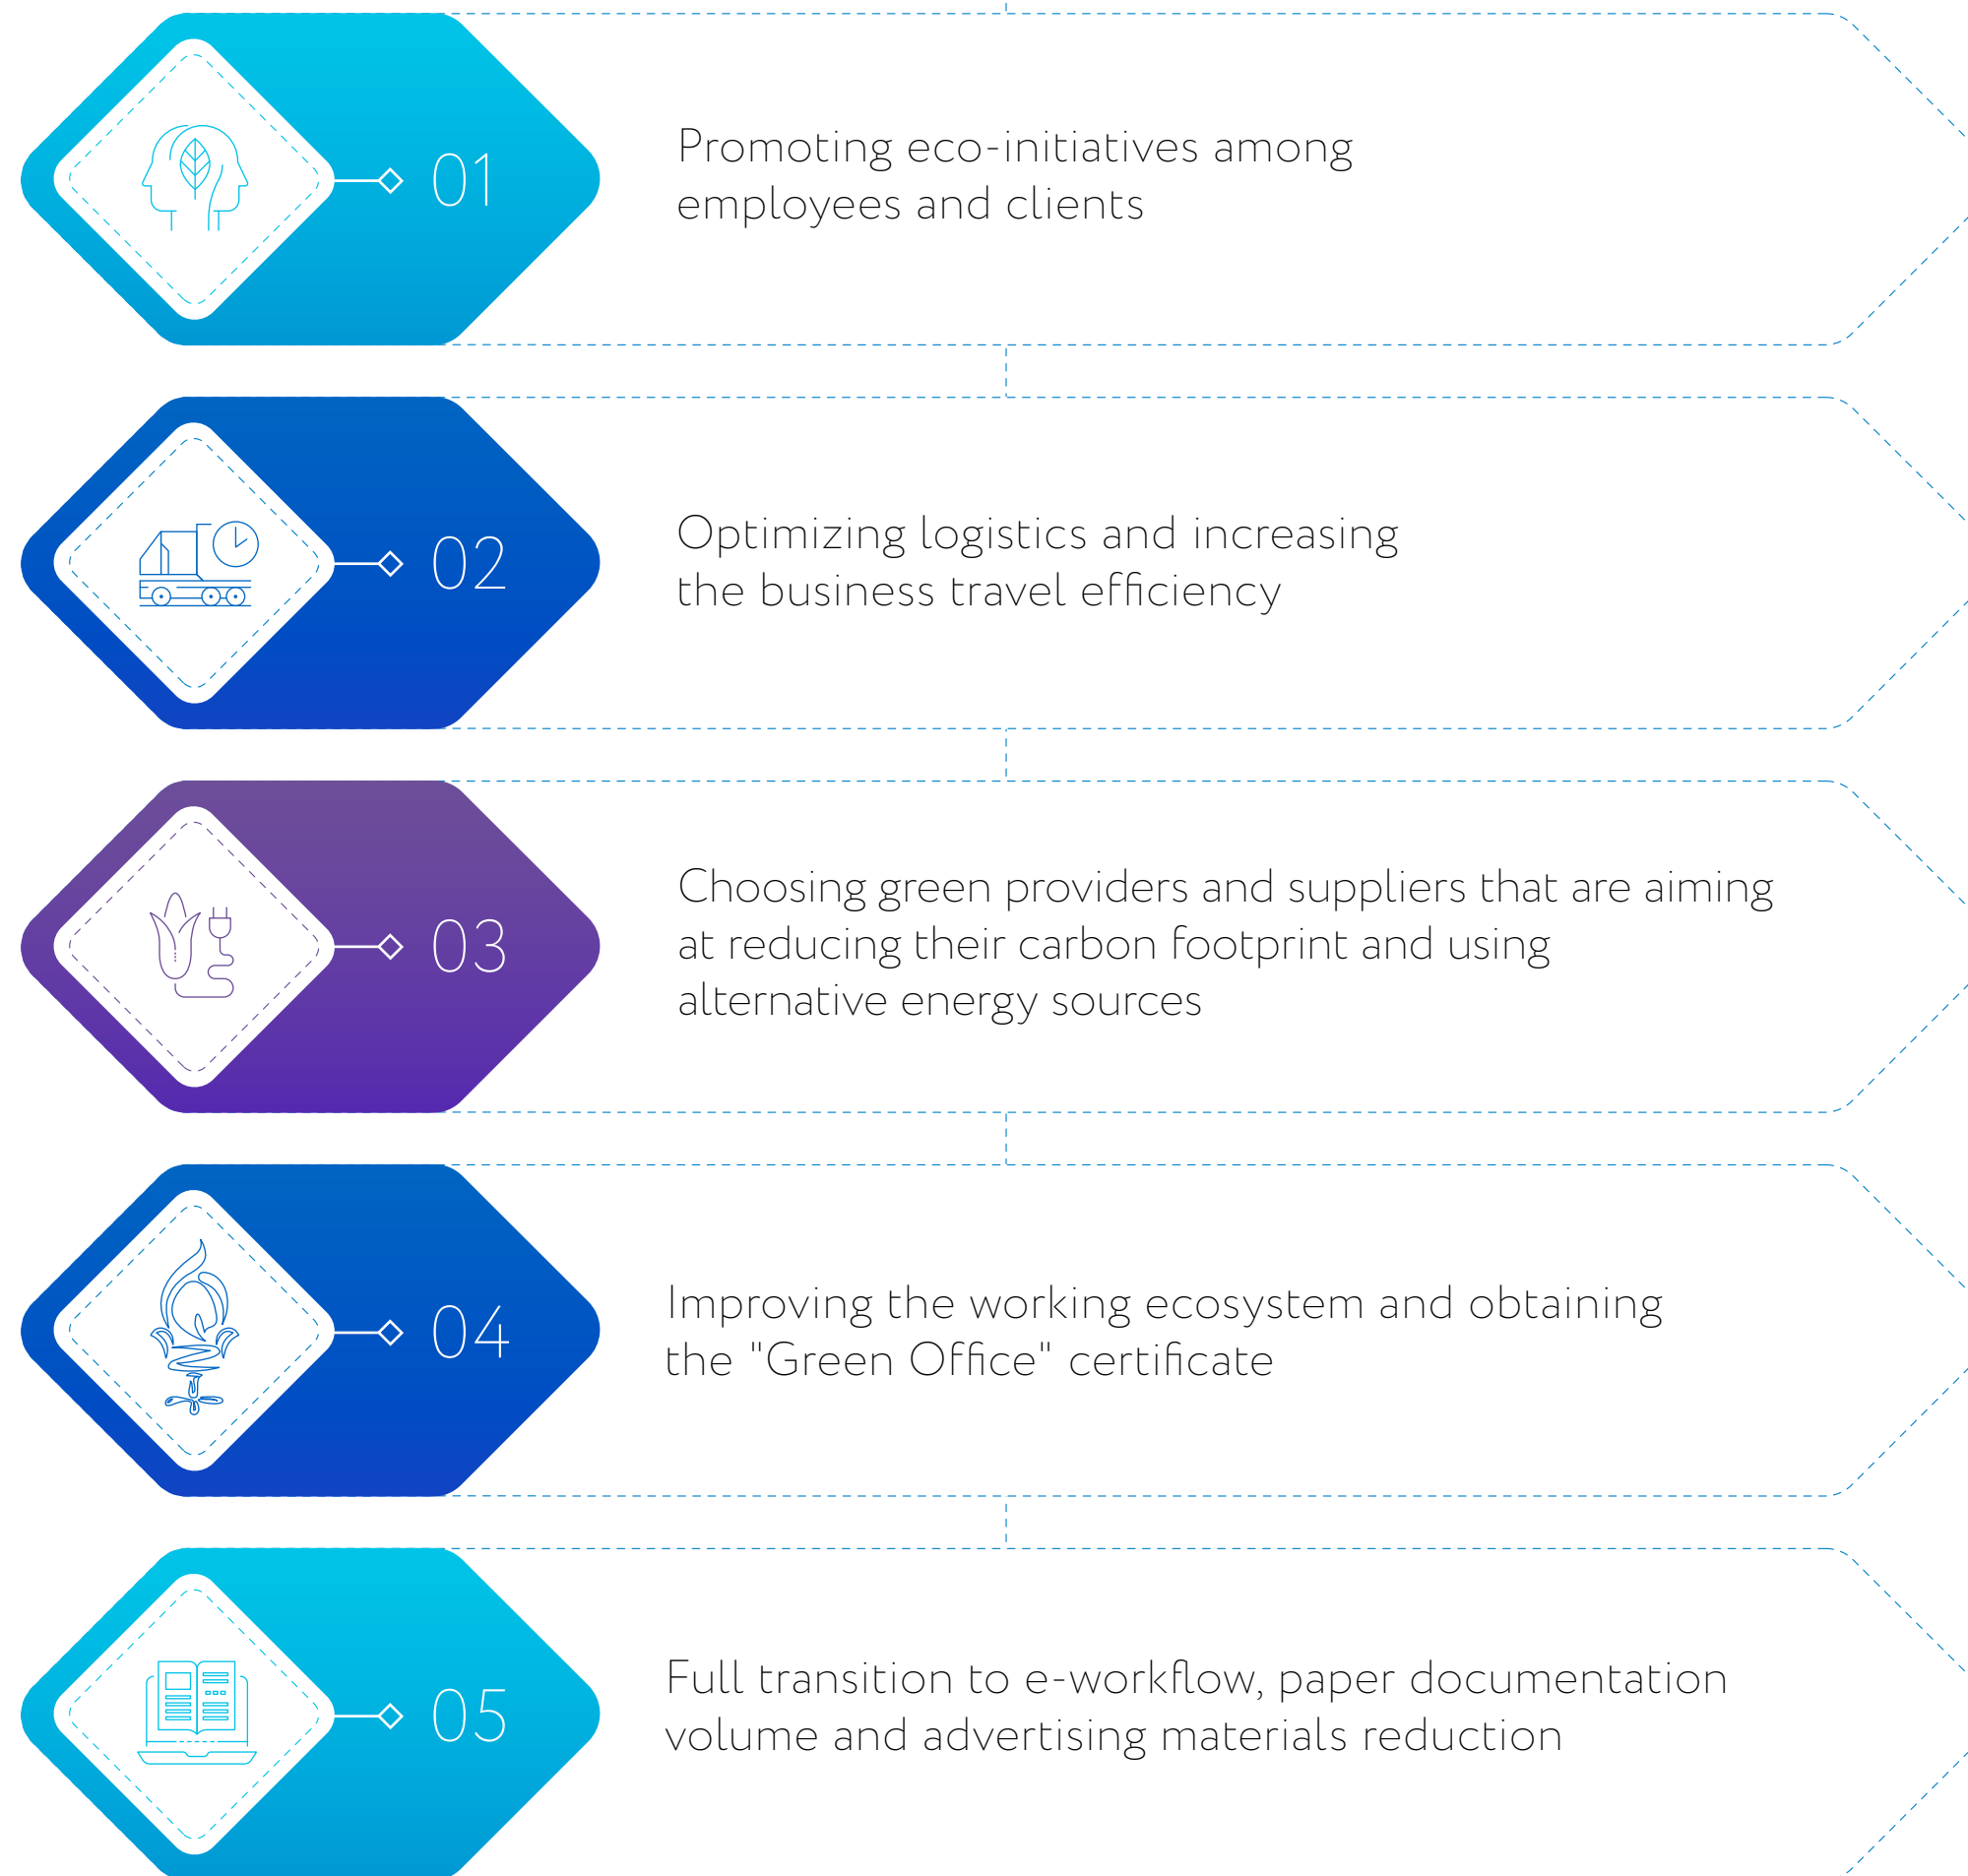 01
Promoting eco-initiatives among
employees and clients
02
Optimizing logistics and increasing
the business travel efficiency
03
Choosing green providers and suppliers that are aiming
at reducing their carbon footprint and using
alternative energy sources
04
Improving the working ecosystem and obtaining
the "Green Office" certificate
05
Full transition to e-workflow, paper documentation
volume and advertising materials reduction